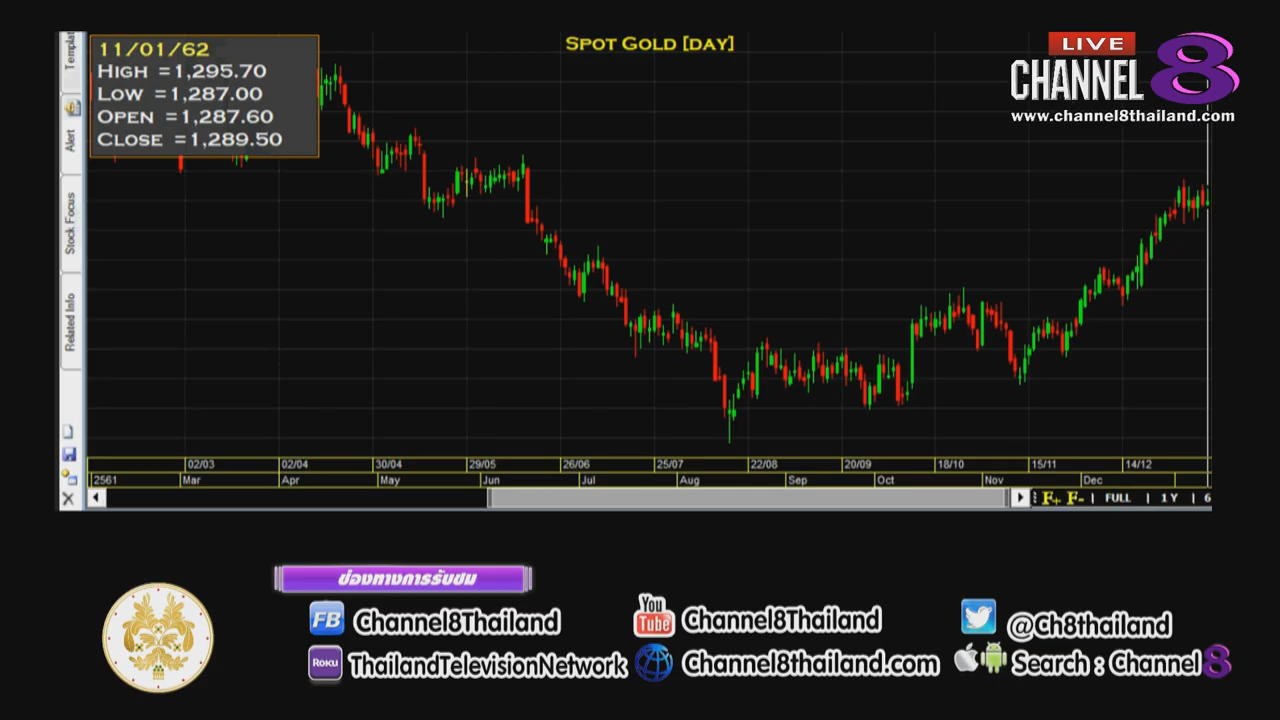 11/01/62
HIGH =1,295.70
LOW =1,287.00
OPEN =1,287.60
CLOSE =1,289.50
SPOT GOLD [DAY]
LIVE
CHANNEL 8
www.channel8thailand.com
Alert
Stock Focus
Related Info
02/03 02/04 30/04 29/05 26/06 25/07 22/08 20/09 18/10 15/11 14/12
2561 Mar Apr May Jun Jul Aug Sep Oct Nov Dec
F+ F- | FULL | 1Y | 6
ช่องทางการรับชม
FB Channel8Thailand
You Tube Channel8Thailand
@Ch8thailand
ROKU ThailandTelevisionNetwork
Channel8thailand.com
Search : Channel 8